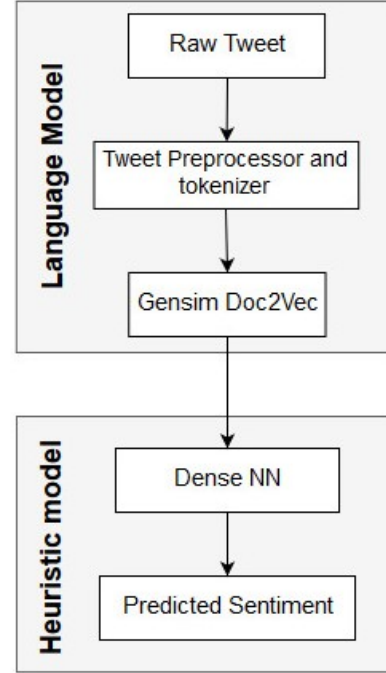 Language Model
Raw Tweet
Tweet Preprocessor and
tokenizer
Gensim Doc2Vec
Heuristic model
Dense NN
Predicted Sentiment